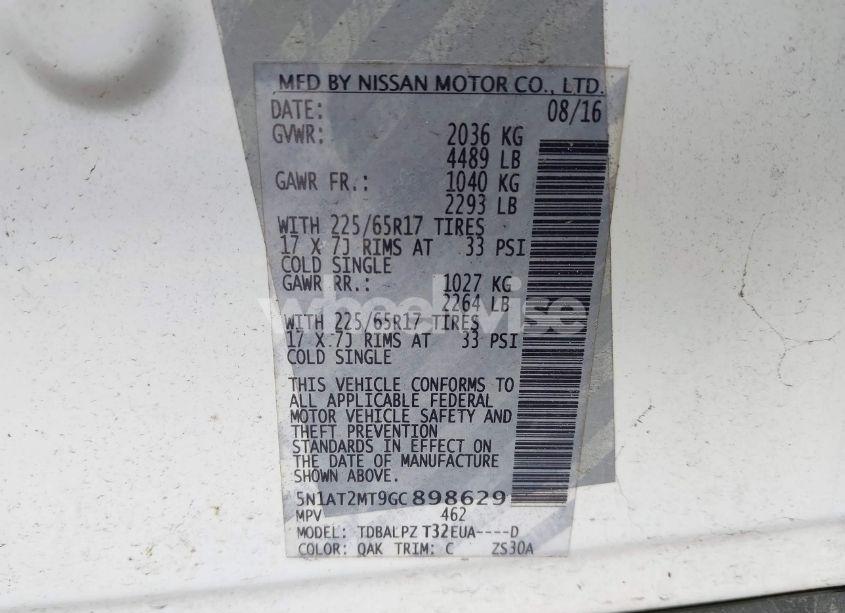 MFD BY NISSAN MOTOR CO., LTD.
DATE: 08/16
GVWR: 2036 KG
4489 LB
GAWR FR.: 1040 KG
2293 LB
WITH 225/65R17 TIRES
17 X 7J RIMS AT 33 PSI
COLD SINGLE
GAWR RR.: 1027 KG
2264 LB
wheelwise
WITH 225/65R17 TIRES
17 X 7J RIMS AT 33 PSI
COLD SINGLE
THIS VEHICLE CONFORMS TO
ALL APPLICABLE FEDERAL
MOTOR VEHICLE SAFETY AND
THEFT PREVENTION
STANDARDS IN EFFECT ON
THE DATE OF MANUFACTURE
SHOWN ABOVE.
5N1AT2MT9GC898629
MPV 462
MODEL: TDBALPZ T32EUA----D
COLOR: QAK TRIM: C ZS30A